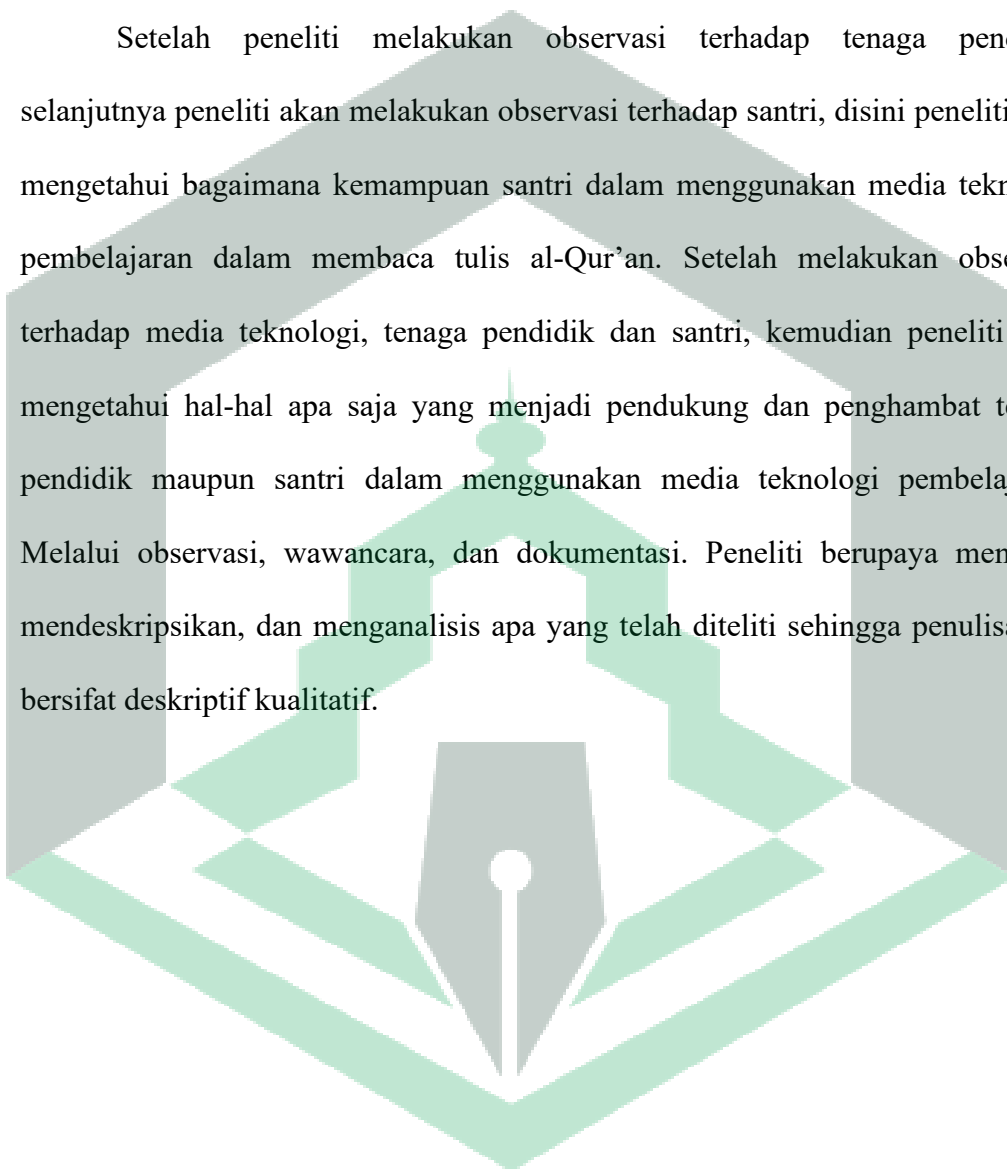 Setelah peneliti melakukan observasi terhadap tenaga
selanjutnya peneliti akan melakukan observasi terhadap santri, disini peneliti
mengetahui bagaimana kemampuan santri dalam menggunakan media
pembelajaran dalam membaca tulis al-Qur’an. Setelah melakukan
terhadap media teknologi, tenaga pendidik dan santri, kemudian peneliti
mengetahui hal-hal apa saja yang menjadi pendukung dan penghambat
pendidik maupun santri dalam menggunakan media teknologi
Melalui observasi, wawancara, dan dokumentasi. Peneliti berupaya
mendeskripsikan, dan menganalisis apa yang telah diteliti sehingga
bersifat deskriptif kualitatif.